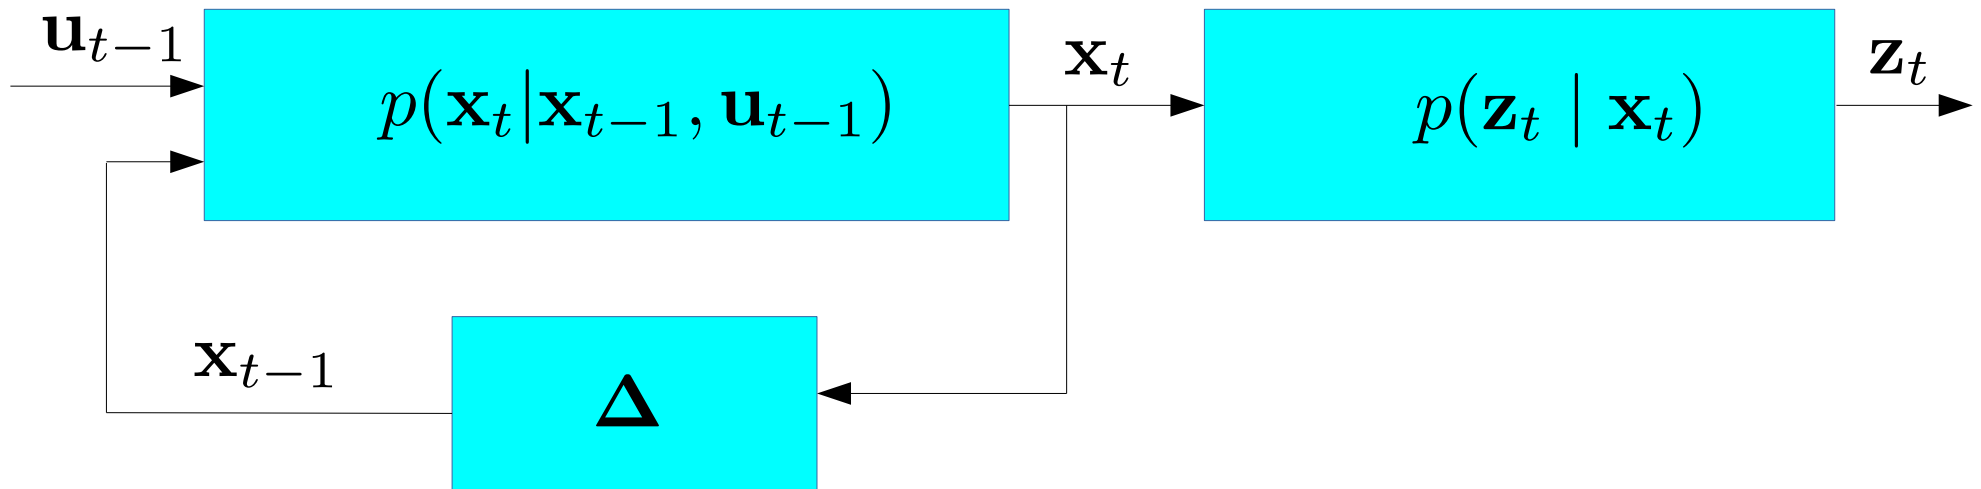 u_{t-1}
p(x_t|x_{t-1}, u_{t-1})
x_t
p(z_t | x_t)
z_t
x_{t-1}
Δ